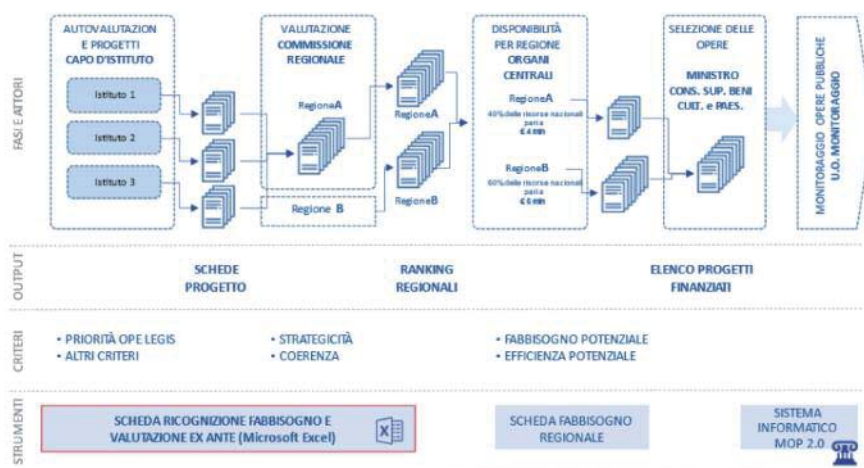 FASI E ATTORI
AUTOVALUTAZION
E PROGETTI
CAPO D'ISTITUTO
Istituto 1
Istituto 2
Istituto 3
VALUTAZIONE
COMMISSIONE
REGIONALE
RegioneA
Regione B
RegioneA
RegioneB
DISPONIBILITÀ
PER REGIONE
ORGANI
CENTRALI
RegioneA
40% delle risorse nazionali
pari a
€ 4 mln
RegioneB
60% delle risorse nazionali
pari a
€ 6 mln
SELEZIONE DELLE
OPERE
MINISTRO
CONS. SUP. BENI
CULT. e PAES.
MONITORAGGIO OPERE PUBBLICHE
U.O. MONITORAGGIO
OUTPUT
SCHEDE
PROGETTO
RANKING
REGIONALI
ELENCO PROGETTI
FINANZIATI
CRITERI
• PRIORITÀ OPE LEGIS
• ALTRI CRITERI
• STRATEGICITÀ
• COERENZA
• FABBISOGNO POTENZIALE
• EFFICIENZA POTENZIALE
STRUMENTI
SCHEDA RICOGNIZIONE FABBISOGNO E
VALUTAZIONE EX ANTE (Microsoft Excel)
SCHEDA FABBISOGNO
REGIONALE
SISTEMA
INFORMATICO
MOP 2.0